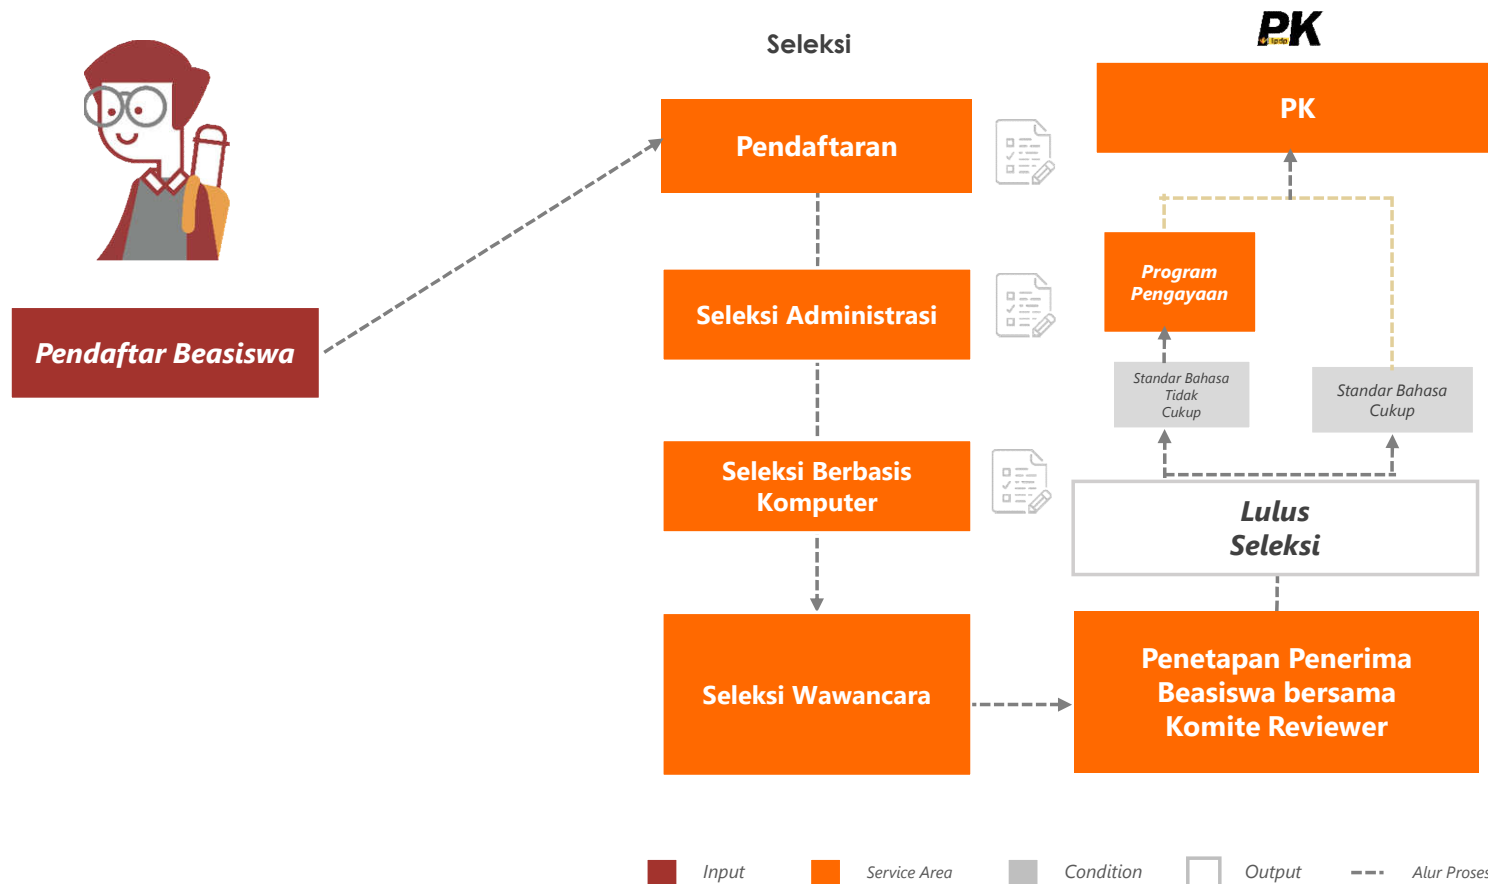 Seleksi
PK
lpdp
PK
Pendaftaran
Seleksi Administrasi
Program
Pengayaan
Pendaftar Beasiswa
Standar Bahasa
Tidak
Cukup
Standar Bahasa
Cukup
Seleksi Berbasis
Komputer
Lulus
Seleksi
Seleksi Wawancara
Penetapan Penerima
Beasiswa bersama
Komite Reviewer
Input
Service Area
Condition
Output
Alur Proses